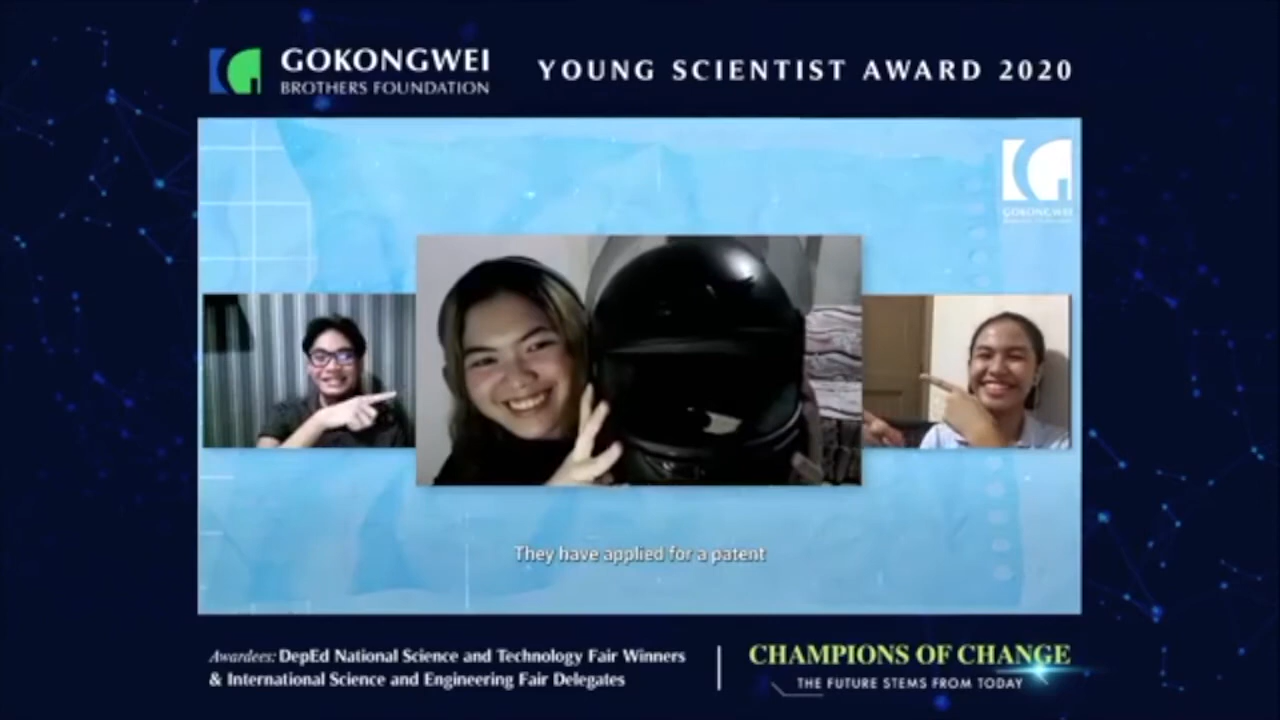 GOKONGWEI
BROTHERS FOUNDATION
YOUNG SCIENTIST AWARD 2020
GOKONGWEI
They have applied for a patent
Awardees: DepEd National Science and Technology Fair Winners
& International Science and Engineering Fair Delegates
CHAMPIONS OF CHANGE
THE FUTURE STEMS FROM TODAY